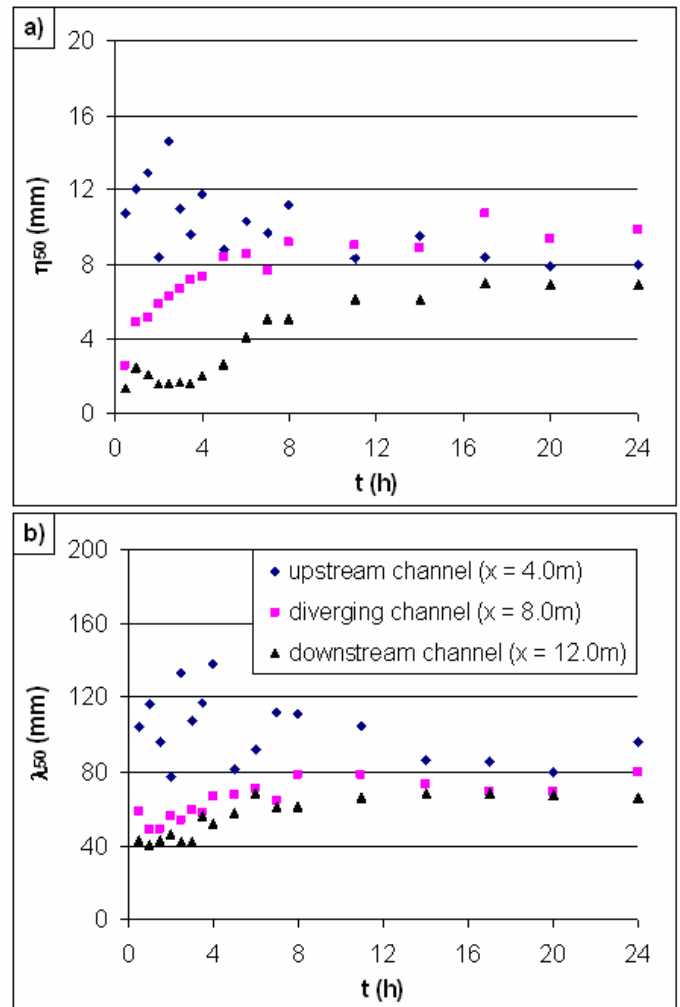 a)
20
16
12
8
4
0
η50 (mm)
0 4 8 12 16 20 24
t (h)
b)
200
160
120
80
40
0
λ50 (mm)
upstream channel (x = 4.0m)
diverging channel (x = 8.0m)
downstream channel (x = 12.0m)
0 4 8 12 16 20 24
t (h)